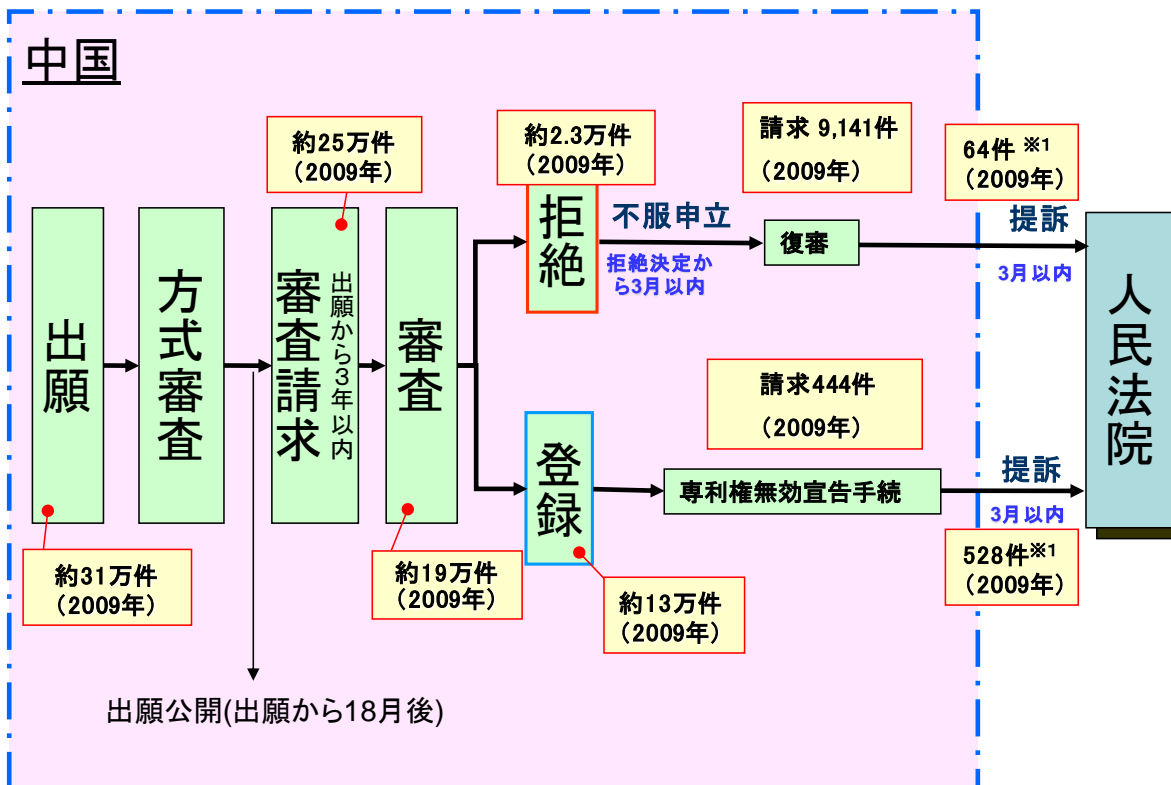 中国
約25万件
（2009年）
約2.3万件
（2009年）
請求 9,141件
（2009年）
64件 ※1
（2009年）
出願
方式審査
審査請求
出願から３年以内
審査
拒絶
不服申立
拒絶決定か
ら3月以内
復審
提訴
3月以内
人民法院
請求444件
（2009年）
登録
専利権無効宣告手続
提訴
3月以内
528件※1
（2009年）
約31万件
（2009年）
約19万件
（2009年）
約13万件
（2009年）
出願公開(出願から18月後)